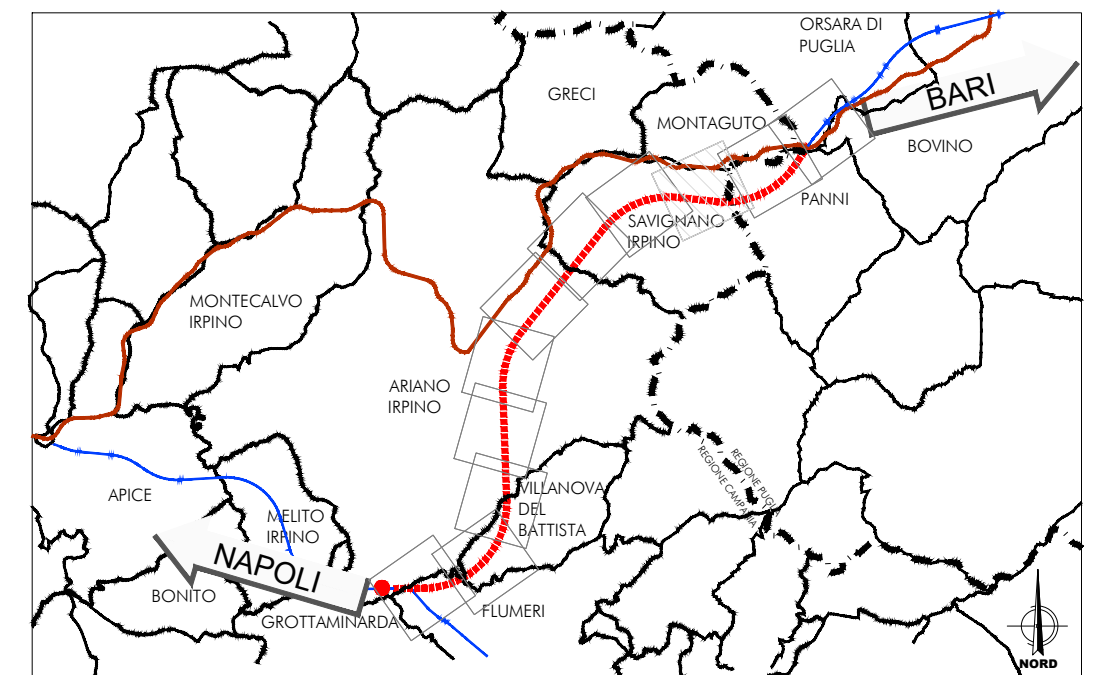 ORSARA DI
PUGLIA
GRECI
BARI
MONTAGUTO
BOVINO
PANNI
SAVIGNANO
IRPINO
MONTECALVO
IRPINO
ARIANO
IRPINO
REGIONE PUGLIA
REGIONE CAMPANIA
VILLANOVA
DEL
BATTISTA
APICE
MELITO
IRPINO
NAPOLI
BONITO
FLUMERI
GROTTAMINARDA
NORD